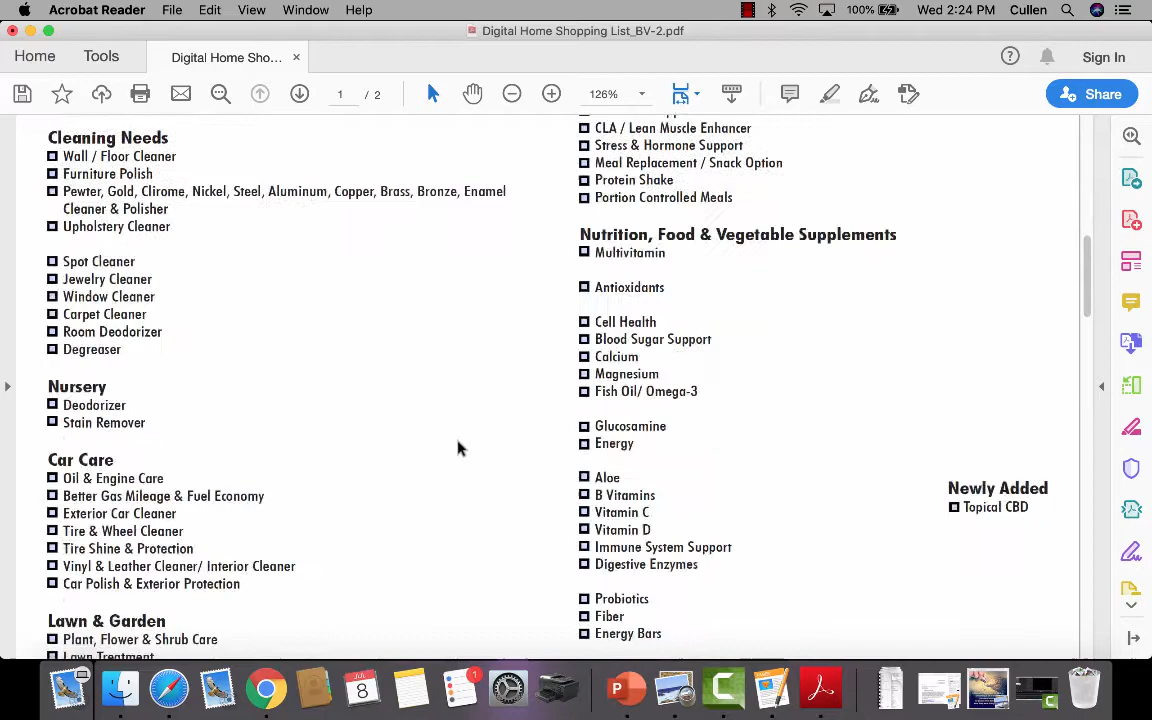 Acrobat Reader File Edit View Window Help 100% Wed 2:24 PM Cullen
Digital Home Shopping List_BV-2.pdf
Home Tools Digital Home Sho... × Sign In
1 / 2 126% Share
Cleaning Needs
Wall / Floor Cleaner
Furniture Polish
Pewter, Gold, Clirome, Nickel, Steel, Aluminum, Copper, Brass, Bronze, Enamel
Cleaner & Polisher
Upholstery Cleaner
Spot Cleaner
Jewelry Cleaner
Window Cleaner
Carpet Cleaner
Room Deodorizer
Degreaser
Nursery
Deodorizer
Stain Remover
Car Care
Oil & Engine Care
Better Gas Mileage & Fuel Economy
Exterior Car Cleaner
Tire & Wheel Cleaner
Tire Shine & Protection
Vinyl & Leather Cleaner/ Interior Cleaner
Car Polish & Exterior Protection
Lawn & Garden
Plant, Flower & Shrub Care
Lawn Treatment
CLA / Lean Muscle Enhancer
Stress & Hormone Support
Meal Replacement / Snack Option
Protein Shake
Portion Controlled Meals
Nutrition, Food & Vegetable Supplements
Multivitamin
Antioxidants
Cell Health
Blood Sugar Support
Calcium
Magnesium
Fish Oil/ Omega-3
Glucosamine
Energy
Aloe
B Vitamins
Vitamin C
Vitamin D
Immune System Support
Digestive Enzymes
Probiotics
Fiber
Energy Bars
Newly Added
Topical CBD
JUL
8
1